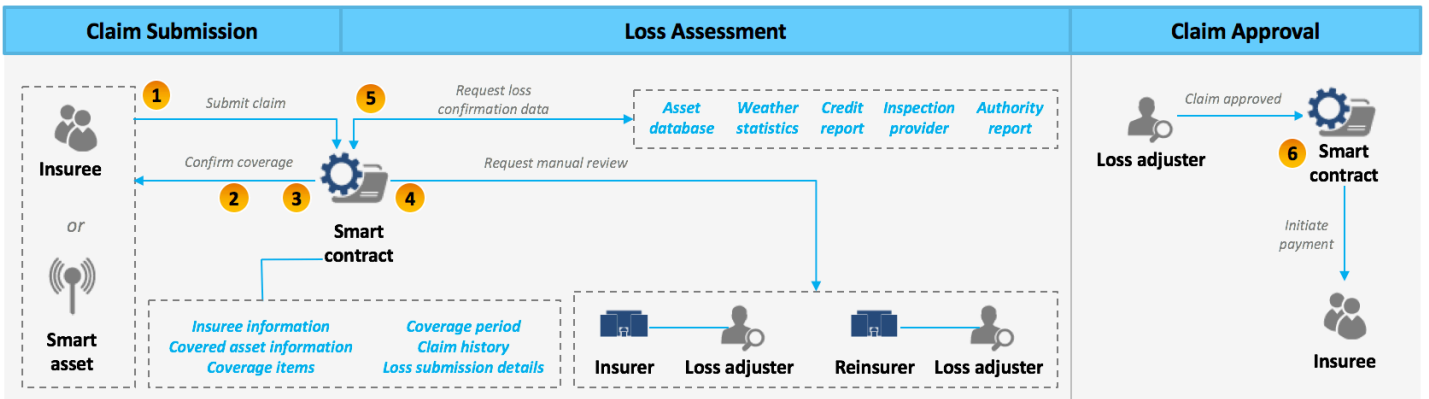 Claim Submission
Loss Assessment
Claim Approval
1
Submit claim
5
Request loss
confirmation data
Asset
database
Weather
statistics
Credit
report
Inspection
provider
Authority
report
Insuree
or
Smart
asset
Confirm coverage
2
3
4
Request manual review
Smart
contract
Insuree information
Covered asset information
Coverage items
Coverage period
Claim history
Loss submission details
Insurer
Loss adjuster
Reinsurer
Loss adjuster
Loss adjuster
Claim approved
6
Smart
contract
Initiate
payment
Insuree